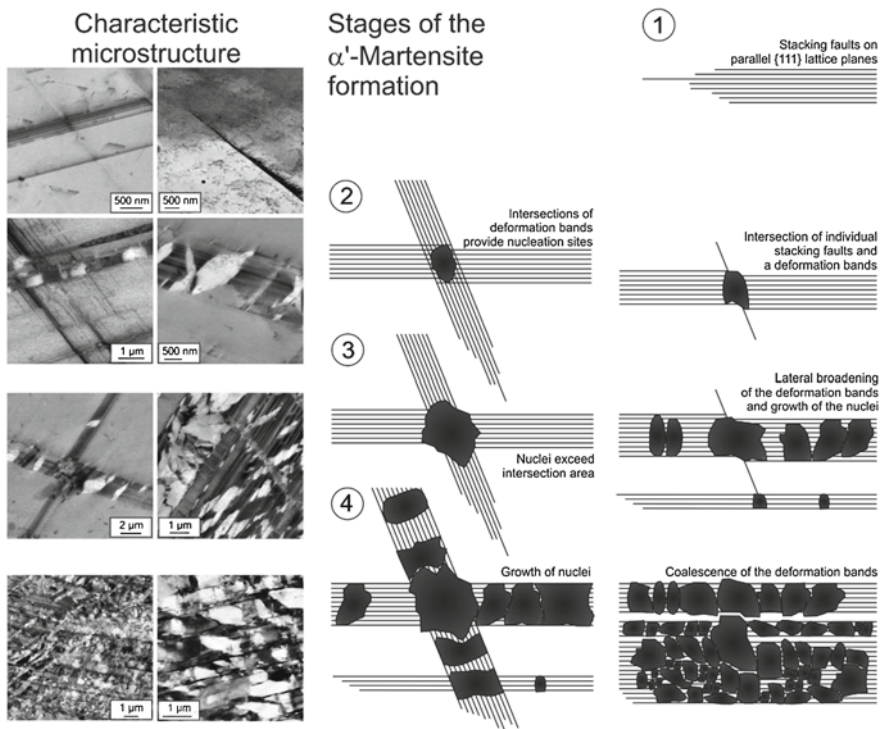 Characteristic
microstructure
Stages of the
α'-Martensite
formation
1
Stacking faults on
parallel {111} lattice planes
500 nm
500 nm
2
Intersections of
deformation bands
provide nucleation sites
Intersection of individual
stacking faults and
a deformation bands
1 µm
500 nm
3
Nuclei exceed
intersection area
Lateral broadening
of the deformation bands
and growth of the nuclei
2 µm
1 µm
4
Growth of nuclei
Coalescence of the deformation bands
1 µm
1 µm